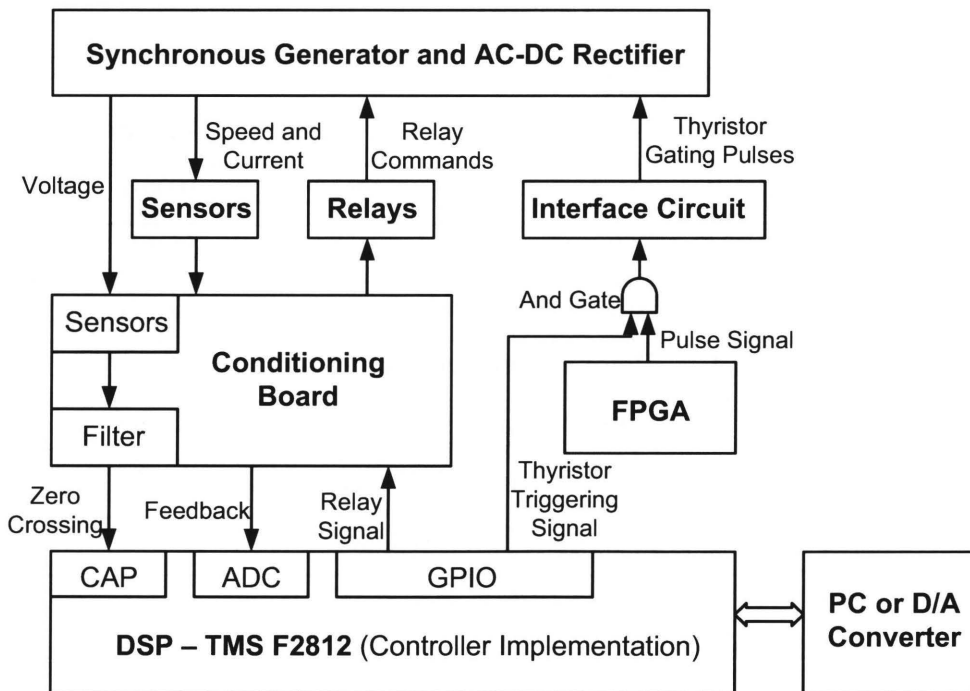 Synchronous Generator and AC-DC Rectifier
Voltage
Speed and
Current
Relay
Commands
Thyristor
Gating Pulses
Sensors
Relays
Interface Circuit
And Gate
Pulse Signal
Sensors
Conditioning
Board
FPGA
Filter
Zero
Crossing
Feedback
Relay
Signal
Thyristor
Triggering
Signal
CAP
ADC
GPIO
DSP – TMS F2812 (Controller Implementation)
PC or D/A
Converter